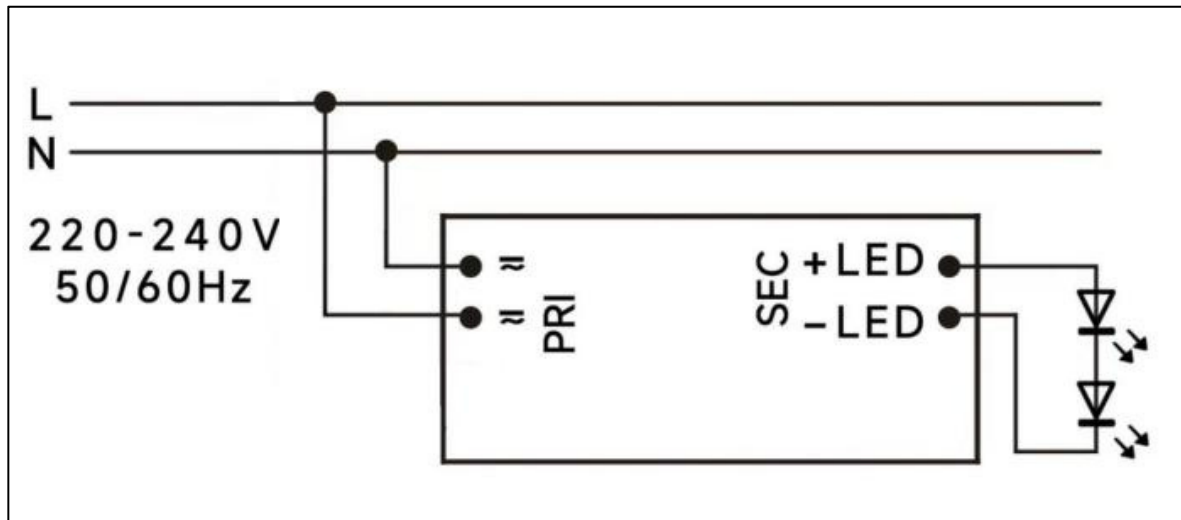 L
N
220-240V
50/60Hz
≂
≂
PRI
SEC
+LED
-LED